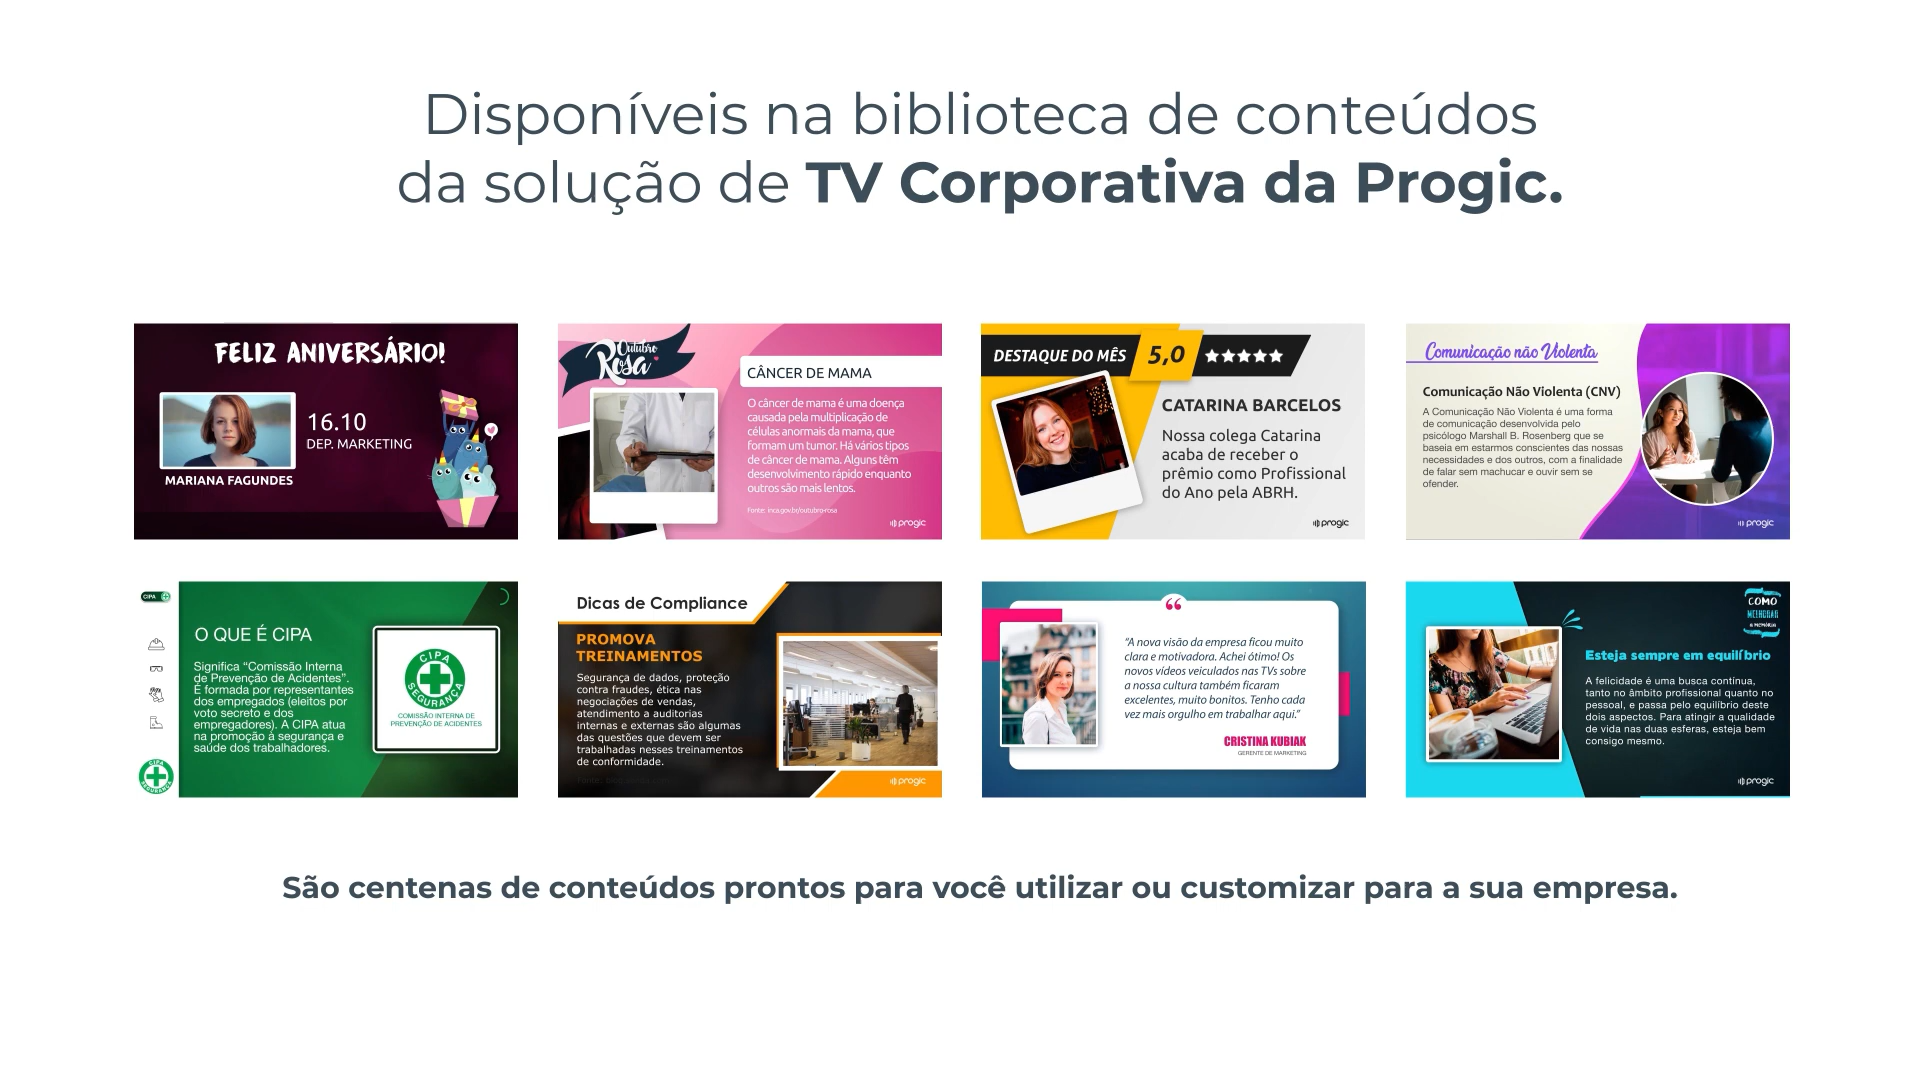 Disponíveis na biblioteca de conteúdos
da solução de TV Corporativa da Progic.
FELIZ ANIVERSÁRIO!
16.10
DEP. MARKETING
MARIANA FAGUNDES
Outubro
Rosa
CÂNCER DE MAMA
O câncer de mama é uma doença
causada pela multiplicação de
células anormais da mama, que
formam um tumor. Há vários tipos
de câncer de mama. Alguns têm
desenvolvimento rápido enquanto
outros são mais lentos.
Fonte: inca.gov.br/outubro-rosa
progic
DESTAQUE DO MÊS 5,0
CATARINA BARCELOS
Nossa colega Catarina
acaba de receber o
prêmio como Profissional
do Ano pela ABRH.
progic
Comunicação não Violenta
Comunicação Não Violenta (CNV)
A Comunicação Não Violenta é uma forma
de comunicação desenvolvida pelo
psicólogo Marshall B. Rosenberg que se
baseia em estarmos conscientes das nossas
necessidades e dos outros, com a finalidade
de falar sem machucar e ouvir sem se
ofender.
progic
CIPA
O QUE É CIPA
Significa “Comissão Interna
de Prevenção de Acidentes”.
É formada por representantes
dos empregados (eleitos por
voto secreto e dos
empregadores). A CIPA atua
na promoção à segurança e
saúde dos trabalhadores.
CIPA
SEGURANÇA
COMISSÃO INTERNA DE
PREVENÇÃO DE ACIDENTES
CIPA
SEGURANÇA
Dicas de Compliance
PROMOVA
TREINAMENTOS
Segurança de dados, proteção
contra fraudes, ética nas
negociações de vendas,
atendimento a auditorias
internas e externas são algumas
das questões que devem ser
trabalhadas nesses treinamentos
de conformidade.
progic
“A nova visão da empresa ficou muito
clara e motivadora. Achei ótimo! Os
novos vídeos veiculados nas TVs sobre
a nossa cultura também ficaram
excelentes, muito bonitos. Tenho cada
vez mais orgulho em trabalhar aqui.”
CRISTINA KUBIAK
GERENTE DE MARKETING
COMO
MELHORAR
A MEMÓRIA
Esteja sempre em equilíbrio
A felicidade é uma busca contínua,
tanto no âmbito profissional quanto no
pessoal, e passa pelo equilíbrio deste
dois aspectos. Para atingir a qualidade
de vida nas duas esferas, esteja bem
consigo mesmo.
progic
São centenas de conteúdos prontos para você utilizar ou customizar para a sua empresa.